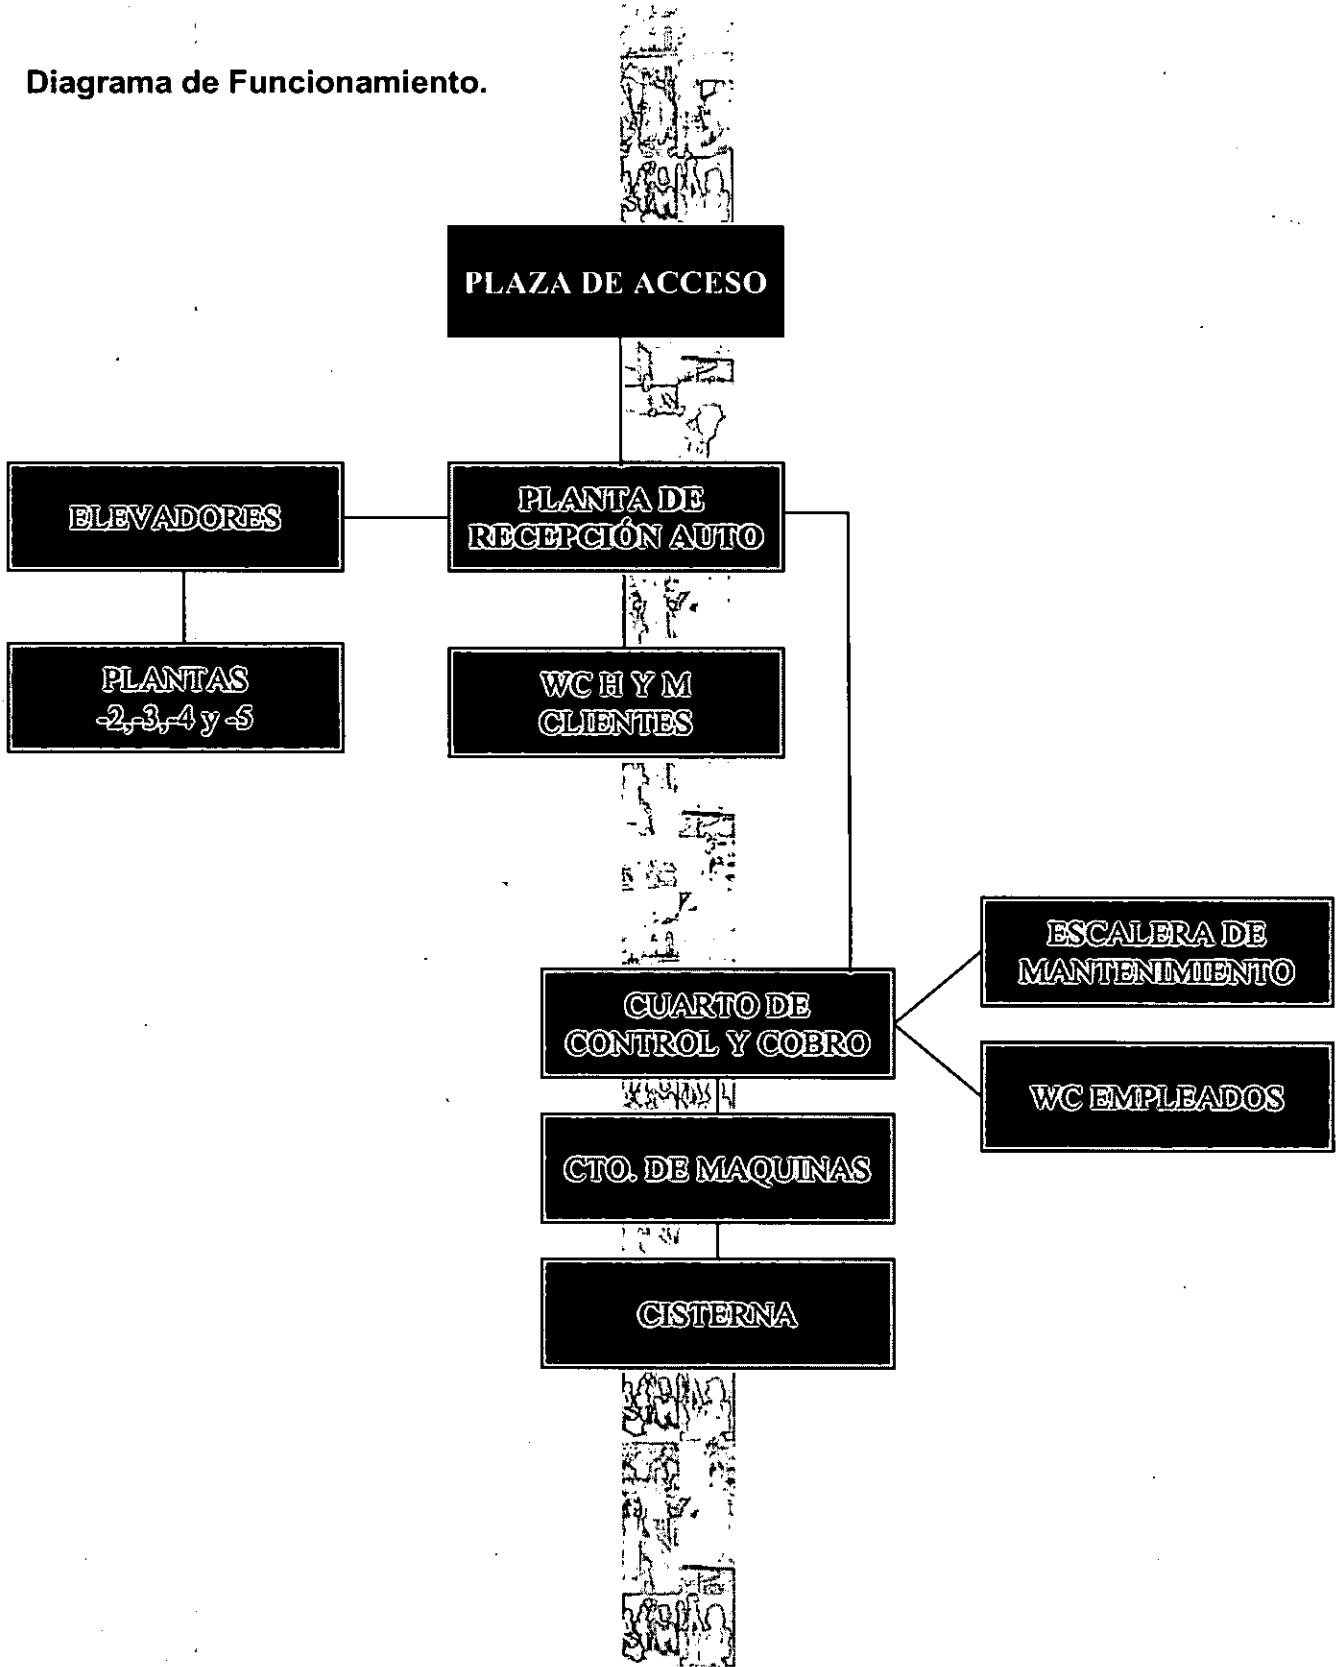 Diagrama de Funcionamiento.
PLAZA DE ACCESO
ELEVADORES
PLANTA DE
RECEPCIÓN AUTO
PLANTAS
-2,-3,-4 y -5
WC H Y M
CLIENTES
ESCALERA DE
MANTENIMIENTO
CUARTO DE
CONTROL Y COBRO
WC EMPLEADOS
CTO. DE MAQUINAS
CISTERNA